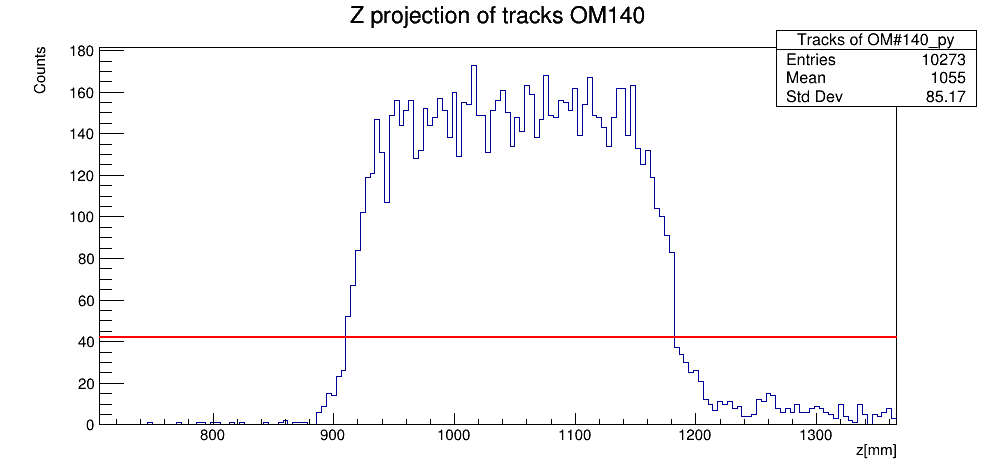 Z projection of tracks OM140
Tracks of OM#140_py
Entries 10273
Mean 1055
Std Dev 85.17
Counts
180
160
140
120
100
80
60
40
20
0
800 900 1000 1100 1200 1300
z[mm]